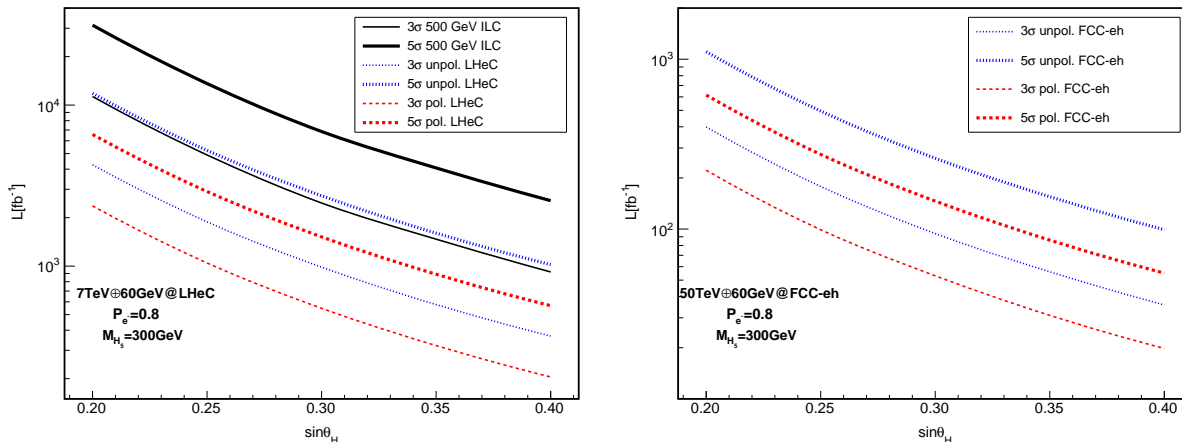 3σ 500 GeV ILC
5σ 500 GeV ILC
3σ unpol. LHeC
5σ unpol. LHeC
3σ pol. LHeC
5σ pol. LHeC
10⁴
10³
L[fb⁻¹]
7TeV⊕60GeV@LHeC
Pₑ-=0.8
M_H₅=300GeV
0.20 0.25 0.30 0.35 0.40
sinθ_H
3σ unpol. FCC-eh
5σ unpol. FCC-eh
3σ pol. FCC-eh
5σ pol. FCC-eh
10³
10²
L[fb⁻¹]
50TeV⊕60GeV@FCC-eh
Pₑ-=0.8
M_H₅=300GeV
0.20 0.25 0.30 0.35 0.40
sinθ_H